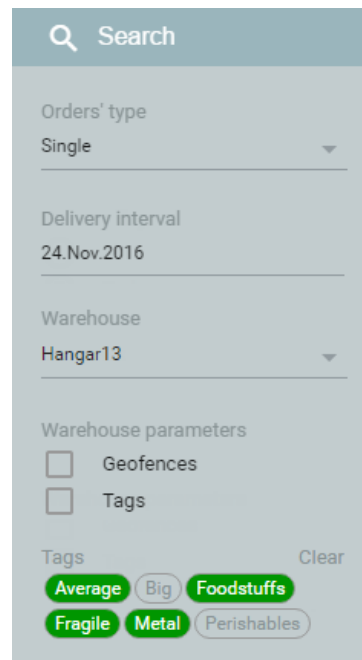 Search
Orders' type
Single
Delivery interval
24.Nov.2016
Warehouse
Hangar13
Warehouse parameters
Geofences
Tags
Tags Clear
Average Big Foodstuffs
Fragile Metal Perishables